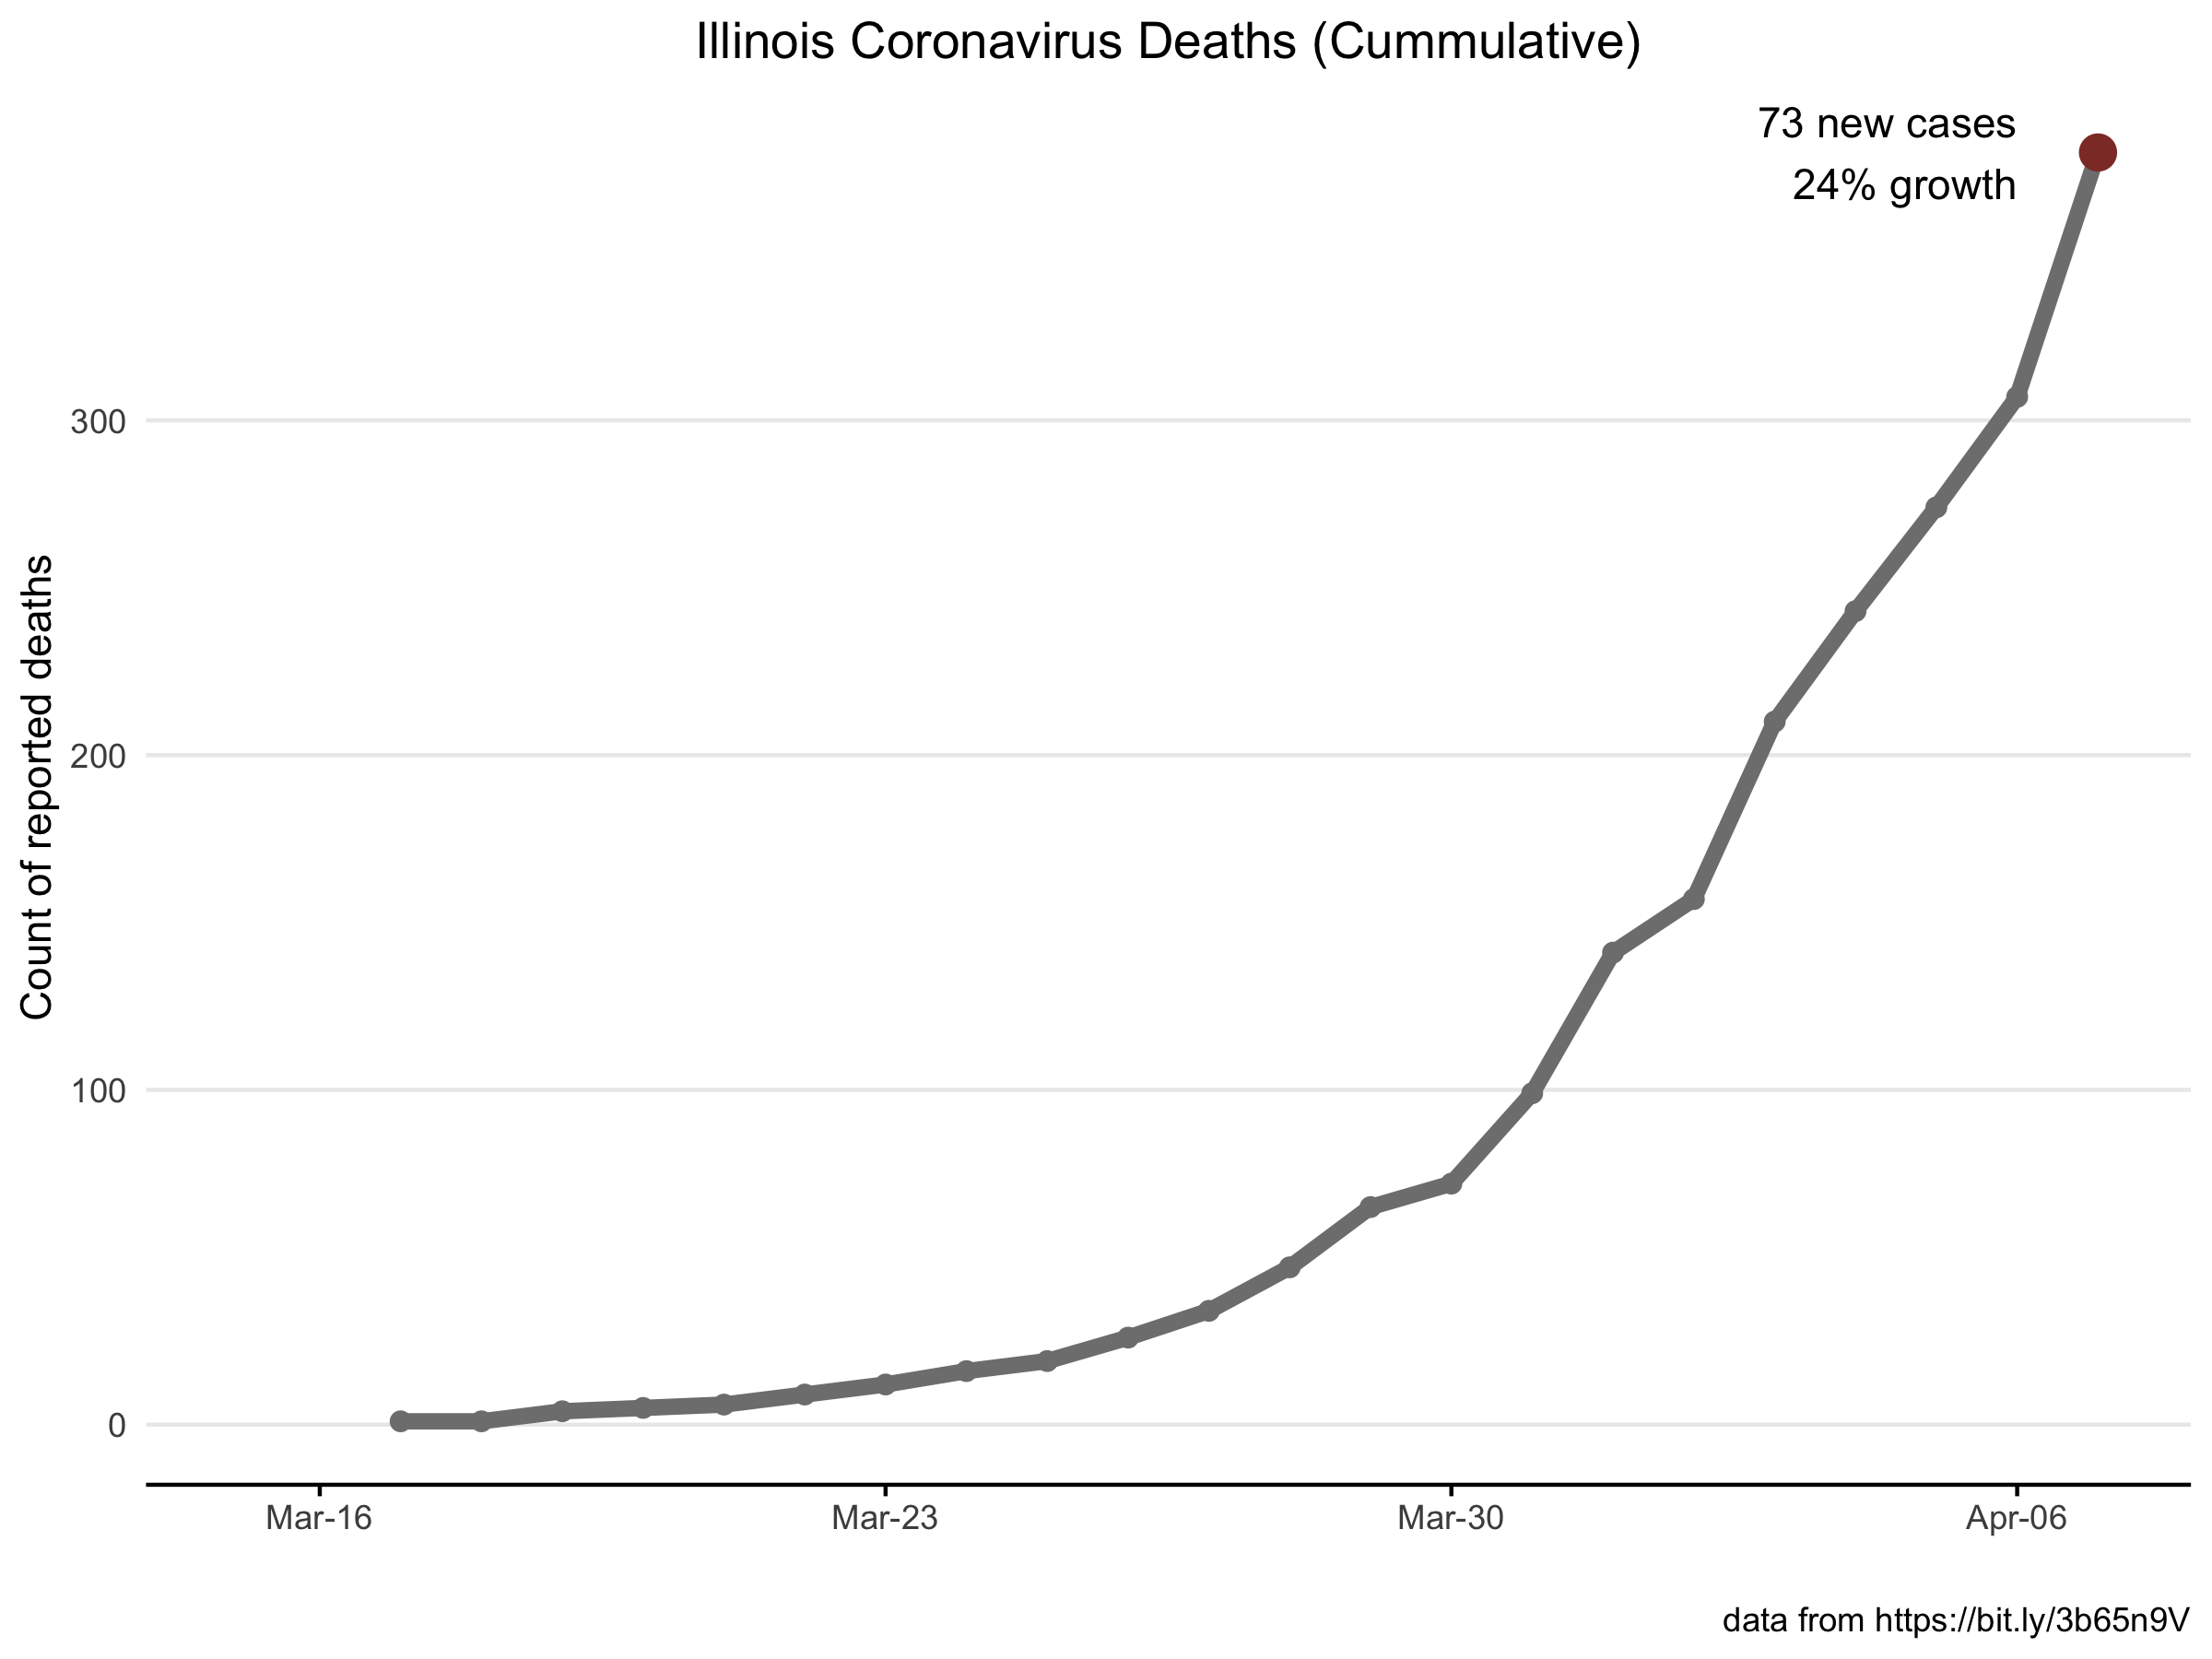 Illinois Coronavirus Deaths (Cummulative)
73 new cases
24% growth
Count of reported deaths
300
200
100
0
Mar-16
Mar-23
Mar-30
Apr-06
data from https://bit.ly/3b65n9V